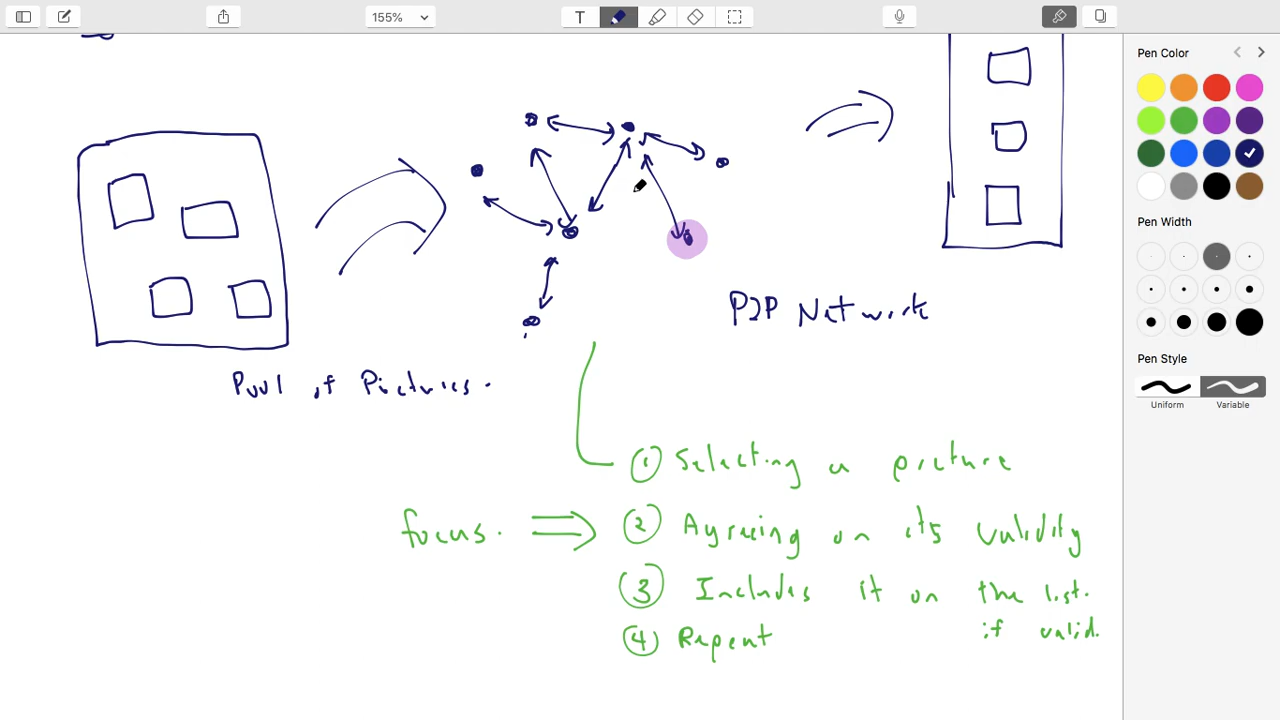 155%
T
Pen Color
Pen Width
Pen Style
Uniform
Variable
P2P Network
Pool of Pictures.
① Selecting a picture
focus. ⇒ ② Agreeing on its validity
③ Includes it on the list.
if valid.
④ Repeat